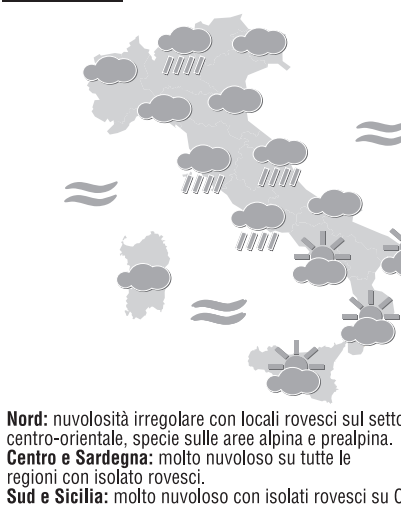 Nord: nuvolosità irregolare con locali rovesci sul setto
centro-orientale, specie sulle aree alpina e prealpina.
Centro e Sardegna: molto nuvoloso su tutte le
regioni con isolato rovesci.
Sud e Sicilia: molto nuvoloso con isolati rovesci su C